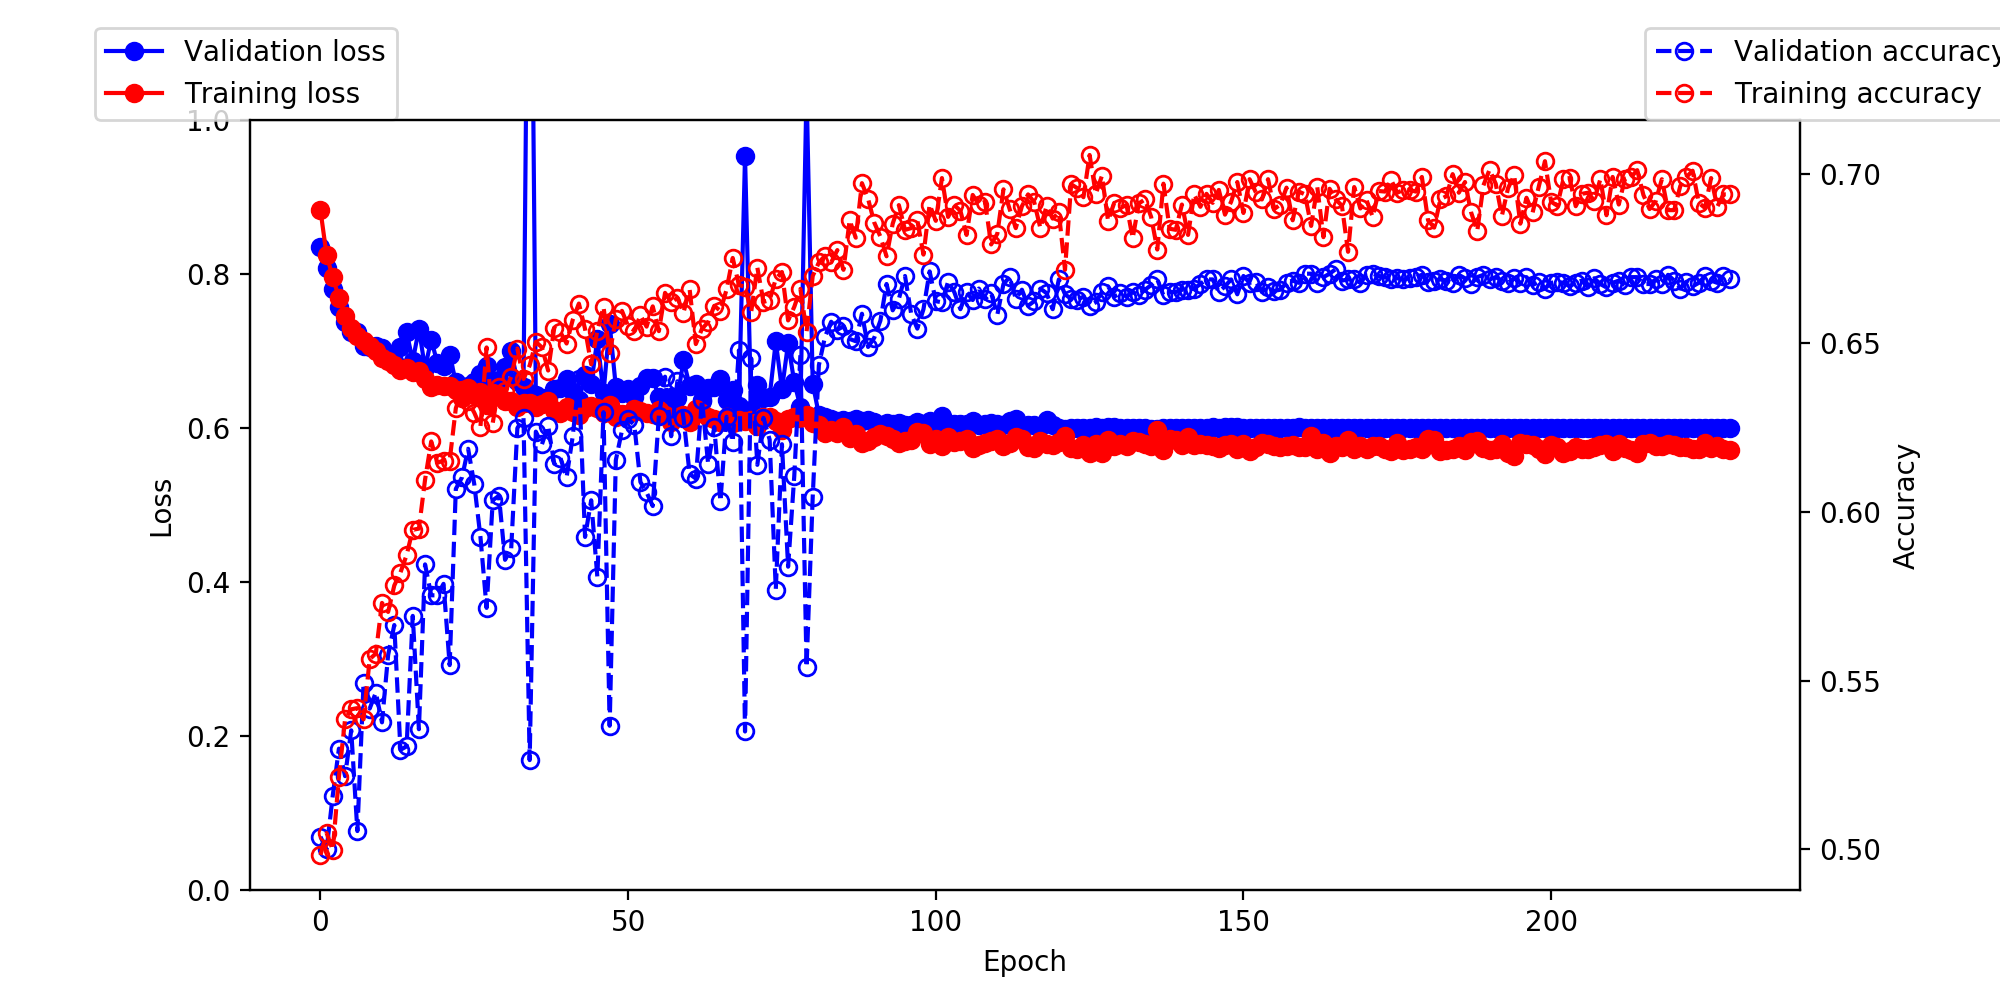 Validation loss
Training loss
Validation accuracy
Training accuracy
1.0
0.8
0.6
0.4
0.2
0.0
Loss
0.70
0.65
0.60
0.55
0.50
Accuracy
0
50
100
150
200
Epoch